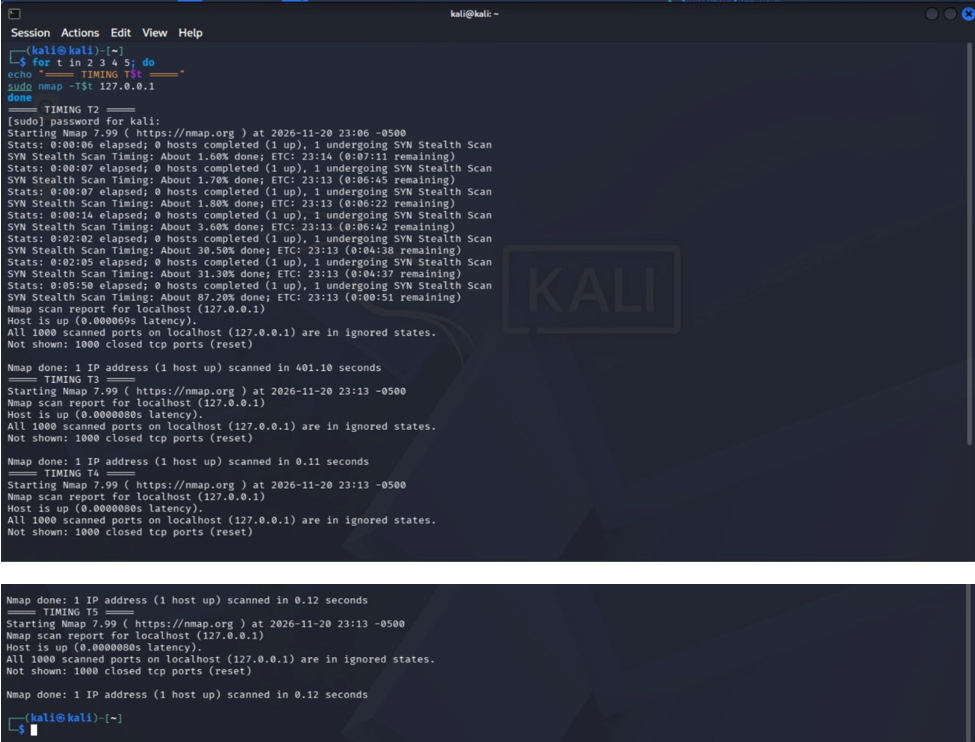 kali@kali: ~
Session Actions Edit View Help
┌──(kali㉿kali)-[~]
└─$ for t in 2 3 4 5; do
echo "===== TIMING T$t ====="
sudo nmap -T$t 127.0.0.1
done
===== TIMING T2 =====
[sudo] password for kali:
Starting Nmap 7.99 ( https://nmap.org ) at 2026-11-20 23:06 -0500
Stats: 0:00:06 elapsed; 0 hosts completed (1 up), 1 undergoing SYN Stealth Scan
SYN Stealth Scan Timing: About 1.60% done; ETC: 23:14 (0:07:11 remaining)
Stats: 0:00:07 elapsed; 0 hosts completed (1 up), 1 undergoing SYN Stealth Scan
SYN Stealth Scan Timing: About 1.70% done; ETC: 23:13 (0:06:45 remaining)
Stats: 0:00:07 elapsed; 0 hosts completed (1 up), 1 undergoing SYN Stealth Scan
SYN Stealth Scan Timing: About 1.80% done; ETC: 23:13 (0:06:22 remaining)
Stats: 0:00:14 elapsed; 0 hosts completed (1 up), 1 undergoing SYN Stealth Scan
SYN Stealth Scan Timing: About 3.60% done; ETC: 23:13 (0:06:42 remaining)
Stats: 0:02:02 elapsed; 0 hosts completed (1 up), 1 undergoing SYN Stealth Scan
SYN Stealth Scan Timing: About 30.50% done; ETC: 23:13 (0:04:38 remaining)
Stats: 0:02:05 elapsed; 0 hosts completed (1 up), 1 undergoing SYN Stealth Scan
SYN Stealth Scan Timing: About 31.30% done; ETC: 23:13 (0:04:37 remaining)
Stats: 0:05:50 elapsed; 0 hosts completed (1 up), 1 undergoing SYN Stealth Scan
SYN Stealth Scan Timing: About 87.20% done; ETC: 23:13 (0:00:51 remaining)
Nmap scan report for localhost (127.0.0.1)
Host is up (0.000069s latency).
All 1000 scanned ports on localhost (127.0.0.1) are in ignored states.
Not shown: 1000 closed tcp ports (reset)
Nmap done: 1 IP address (1 host up) scanned in 401.10 seconds
===== TIMING T3 =====
Starting Nmap 7.99 ( https://nmap.org ) at 2026-11-20 23:13 -0500
Nmap scan report for localhost (127.0.0.1)
Host is up (0.0000080s latency).
All 1000 scanned ports on localhost (127.0.0.1) are in ignored states.
Not shown: 1000 closed tcp ports (reset)
Nmap done: 1 IP address (1 host up) scanned in 0.11 seconds
===== TIMING T4 =====
Starting Nmap 7.99 ( https://nmap.org ) at 2026-11-20 23:13 -0500
Nmap scan report for localhost (127.0.0.1)
Host is up (0.0000080s latency).
All 1000 scanned ports on localhost (127.0.0.1) are in ignored states.
Not shown: 1000 closed tcp ports (reset)
KALI
Nmap done: 1 IP address (1 host up) scanned in 0.12 seconds
===== TIMING T5 =====
Starting Nmap 7.99 ( https://nmap.org ) at 2026-11-20 23:13 -0500
Nmap scan report for localhost (127.0.0.1)
Host is up (0.0000080s latency).
All 1000 scanned ports on localhost (127.0.0.1) are in ignored states.
Not shown: 1000 closed tcp ports (reset)
Nmap done: 1 IP address (1 host up) scanned in 0.12 seconds
┌──(kali㉿kali)-[~]
└─$